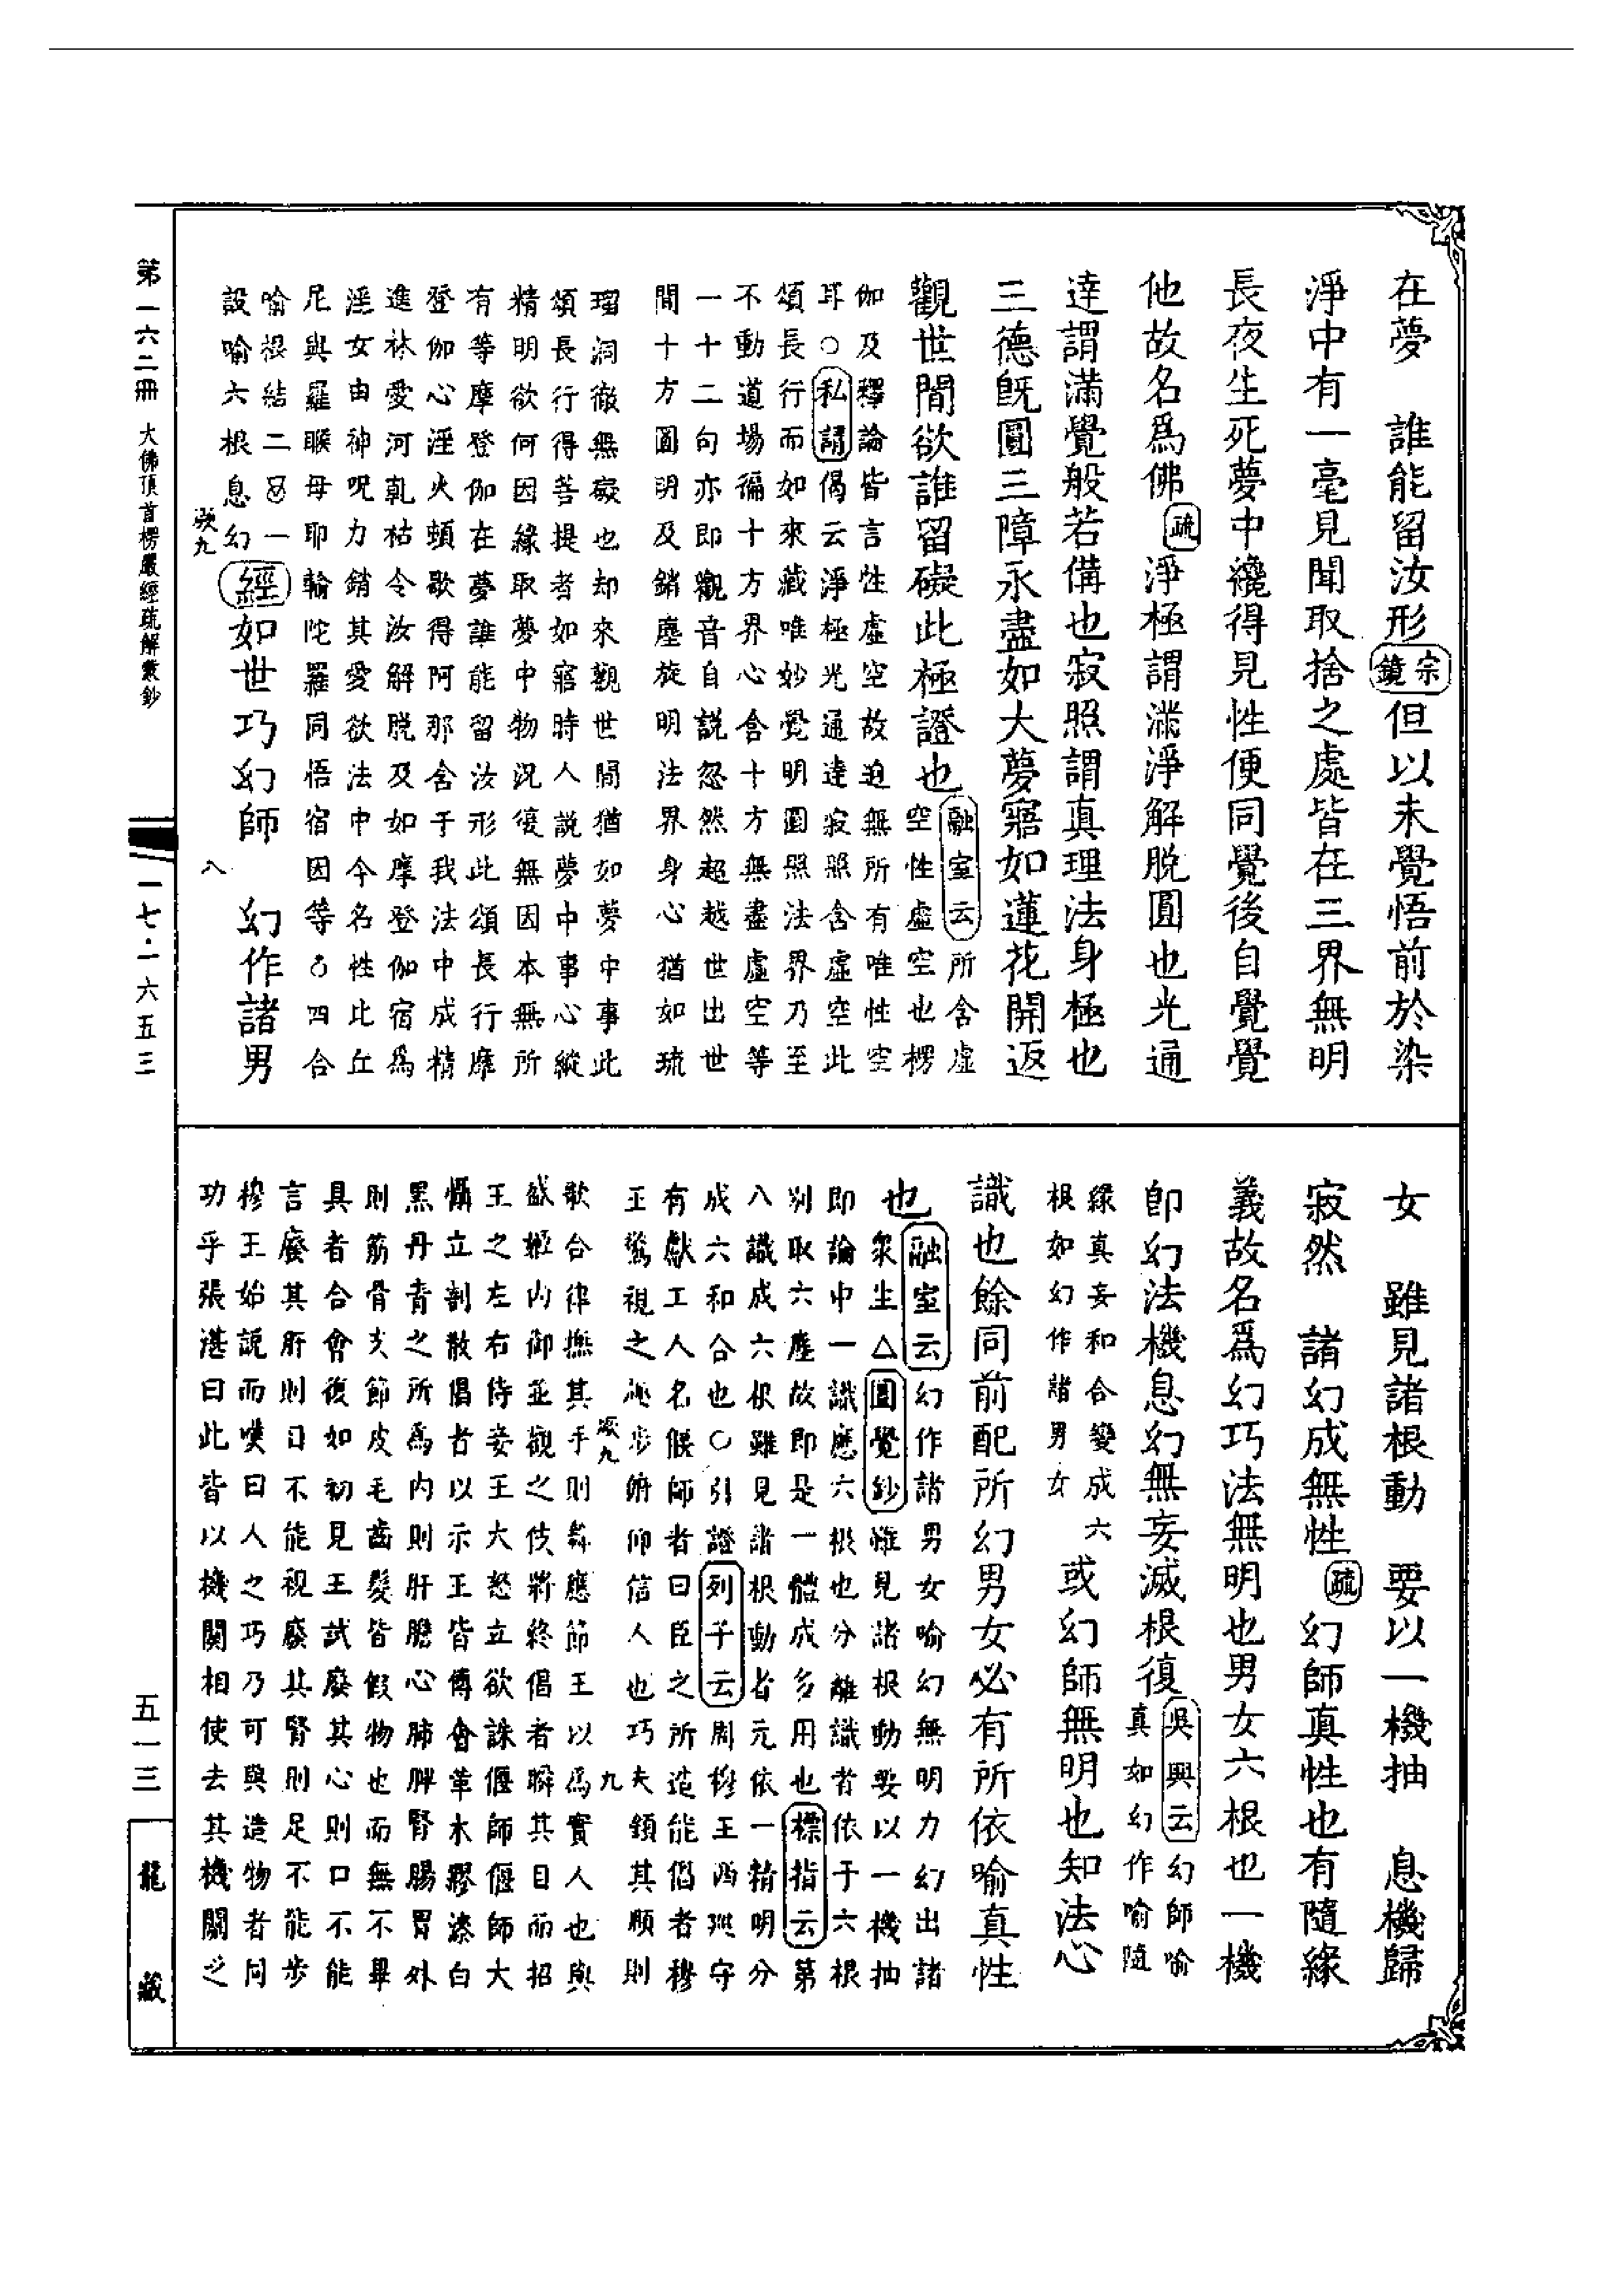 在夢　誰能留汝形宗鏡但以未覺悟前於染
淨中有一毫見聞取捨之處皆在三界無明
長夜生死夢中纔得見性便同覺後自覺覺
他故名爲佛疏淨極謂滿淨解脫圓也光通
達謂滿覺般若備也寂照謂真理法身極也
三德旣圓三障永盡如大夢寤如蓮花開返
觀世間欲誰留礙此極證也融室云所含虛
空性虛空也楞
伽及釋論皆言性虛空故迫無所有唯性空
耳○私謂偈云淨極光通達寂照含虛空此
頌長行而如來藏唯妙覺明圓照法界乃至
不動道場徧十方界心含十方無盡虛空等
一十二句亦即觀音自說忽然超越世出世
間十方圓明及銷塵旋明法界身心猶如琉
璃洞徹無礙也却來觀世間猶如夢中事此
頌長行得菩提者如寤時人說夢中事心縱
精明欲何因緣取夢中物況復無因本無所
有等摩登伽在夢誰能留汝形此頌長行摩
登伽心淫火頓歇得阿那含于我法中成精
進林愛河乾枯令汝解脫及如摩登伽宿爲
淫女由神呪力銷其愛欲法中今名性比丘
尼與羅睺母耶輸陀羅同悟宿因等○四合
喻根結二　一
設喻六根息幻經如世巧幻師　幻作諸男
女　雖見諸根動　要以一機抽　息機歸
寂然　諸幻成無性疏幻師真性也有隨緣
義故名爲幻巧法無明也男女六根也一機
卽幻法機息幻無妄滅根復吳興云幻師喻
真如幻作喻隨
緣真妄和合變成六
根如幻作諸男女或幻師無明也知法心
識也餘同前配所幻男女必有所依喻真性
也融室云幻作諸男女喻幻無明力幻出諸
衆生△圓覺鈔雖見諸根動要以一機抽
即論中一識應六根也分離識者依于六根
別取六塵故即是一體成多用也標指云第
八識成六根雖見諸根動者元依一精明分
成六和合也○引證列子云周穆王西巡守
有獻工人名偃師者曰臣之所造能倡者穆
王驚視之趣步俯仰信人也巧夫鎮其頤則
歌合律撫其手則舞應節王以爲實人也與
盛姬內御並觀之伎將終倡者瞬其目而招
王之左右侍妾王大怒立欲誅偃師偃師大
懾立剖散倡者以示王皆傅會革木膠漆白
黑丹青之所爲內則肝膽心肺脾腎腸胃外
則筋骨支節皮毛齒髮皆假物也而無不畢
具者合會復如初見王試廢其心則口不能
言廢其肝則目不能視廢其腎則足不能步
穆王始說而嘆曰人之巧乃可與造物者同
功乎張湛曰此皆以機關相使去其機關之
第一六二冊　大佛頂首楞嚴經疏解蒙鈔
一七·一六五三
五一三
龍藏
八
九